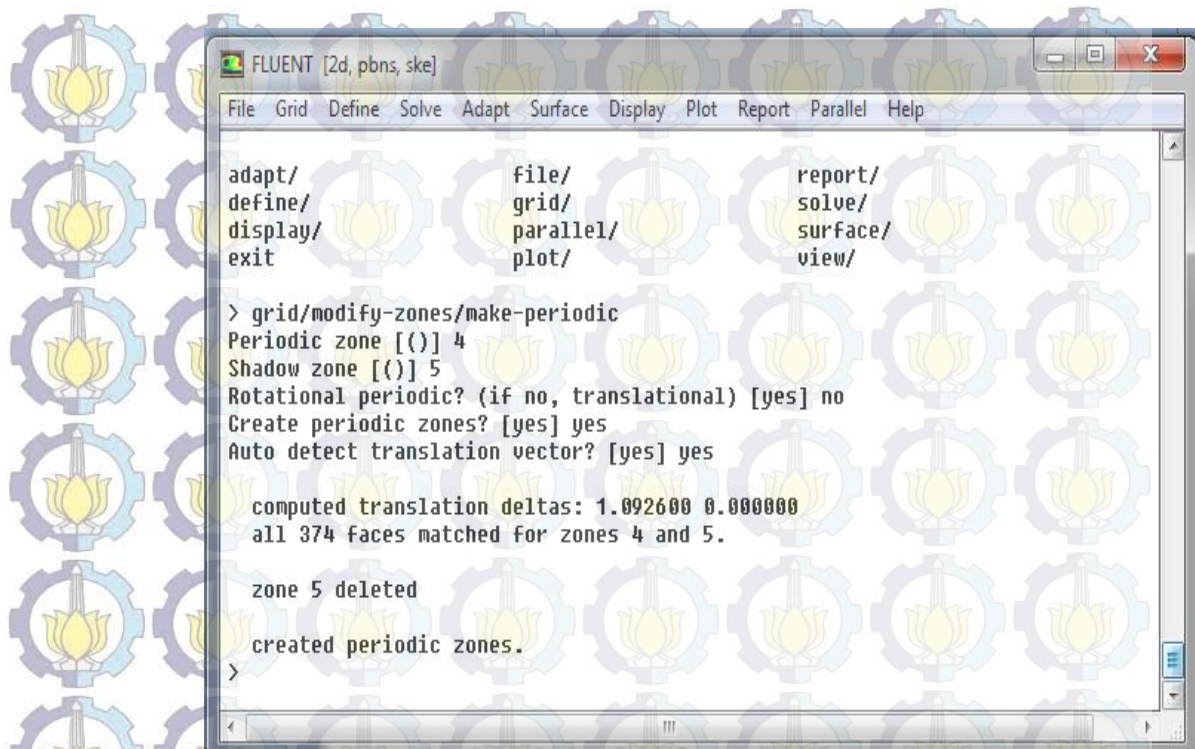 FLUENT [2d, pbns, ske]
File Grid Define Solve Adapt Surface Display Plot Report Parallel Help
adapt/ file/ report/
define/ grid/ solve/
display/ parallel/ surface/
exit plot/ view/
> grid/modify-zones/make-periodic
Periodic zone [()] 4
Shadow zone [()] 5
Rotational periodic? (if no, translational) [yes] no
Create periodic zones? [yes] yes
Auto detect translation vector? [yes] yes
computed translation deltas: 1.092600 0.000000
all 374 faces matched for zones 4 and 5.
zone 5 deleted
created periodic zones.
>